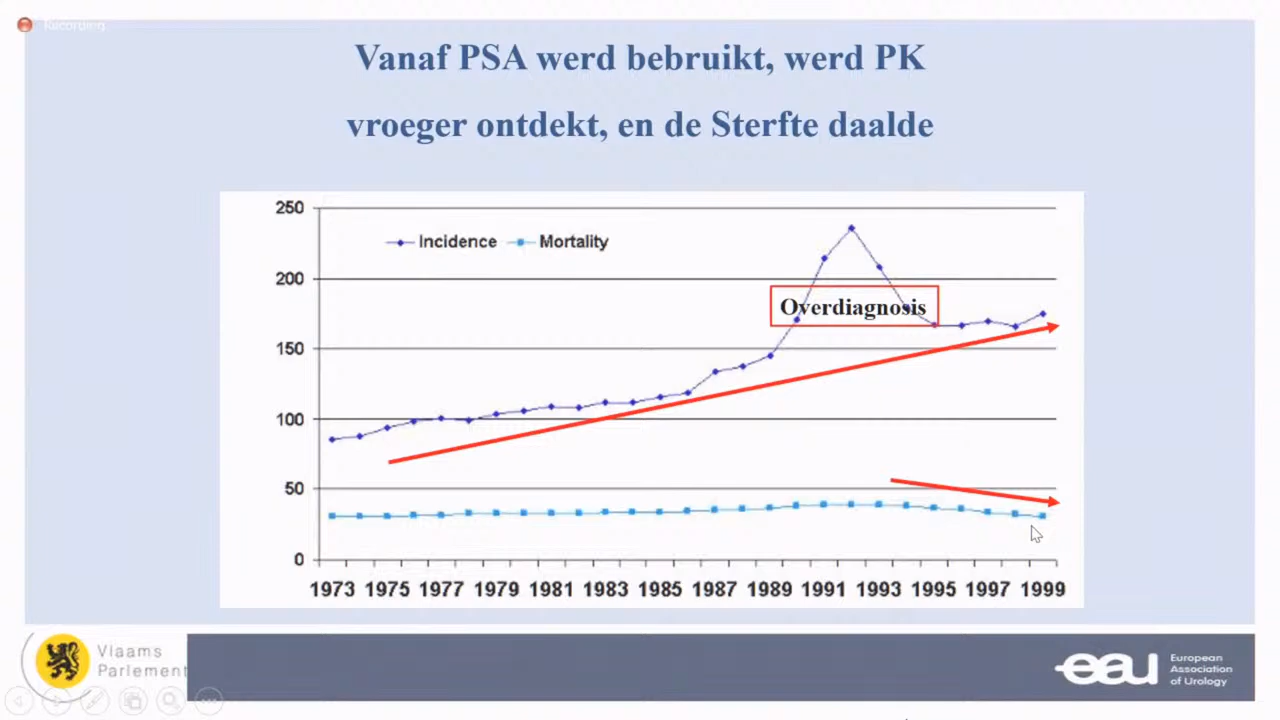 Recording
Vanaf PSA werd bebruikt, werd PK
vroeger ontdekt, en de Sterfte daalde
250
Incidence Mortality
200
Overdiagnosis
150
100
50
0
1973 1975 1977 1979 1981 1983 1985 1987 1989 1991 1993 1995 1997 1999
Vlaams
Parlement
eau
European
Association
of Urology